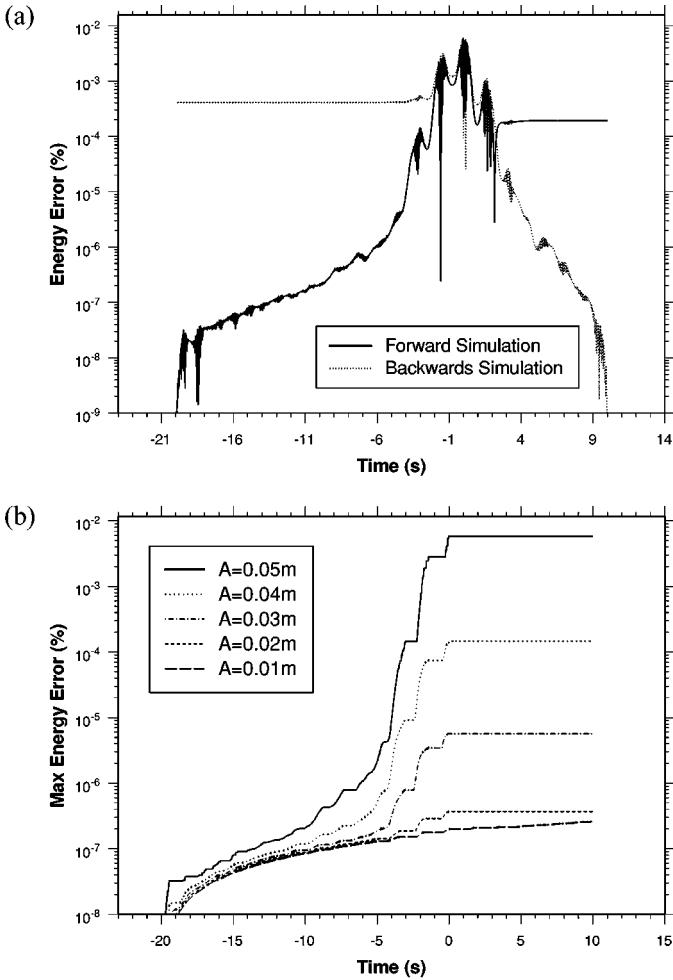 (a)
10-2
10-3
10-4
10-5
10-6
10-7
10-8
10-9
Energy Error (%)
Forward Simulation
Backwards Simulation
-21 -16 -11 -6 -1 4 9 14
Time (s)
(b)
10-2
10-3
10-4
10-5
10-6
10-7
10-8
Max Energy Error (%)
A=0.05m
A=0.04m
A=0.03m
A=0.02m
A=0.01m
-20 -15 -10 -5 0 5 10 15
Time (s)